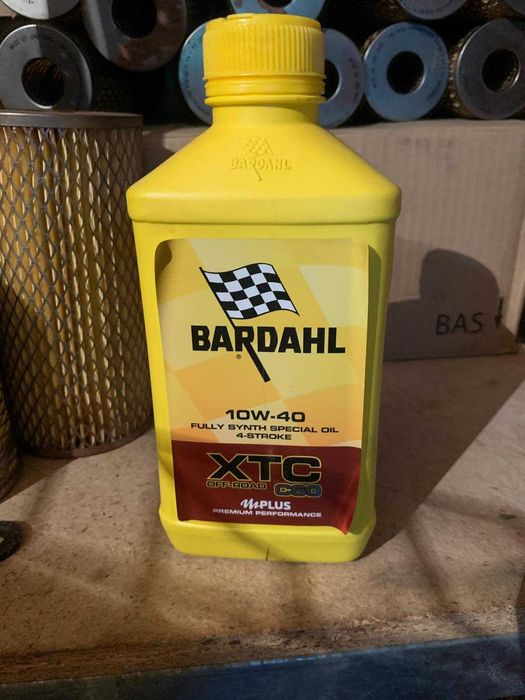 BARDAHL
BARDAHL
®
10W-40
FULLY SYNTH SPECIAL OIL
4-STROKE
XTC
OFF-ROAD C60
PLUS
PREMIUM PERFORMANCE
BAS